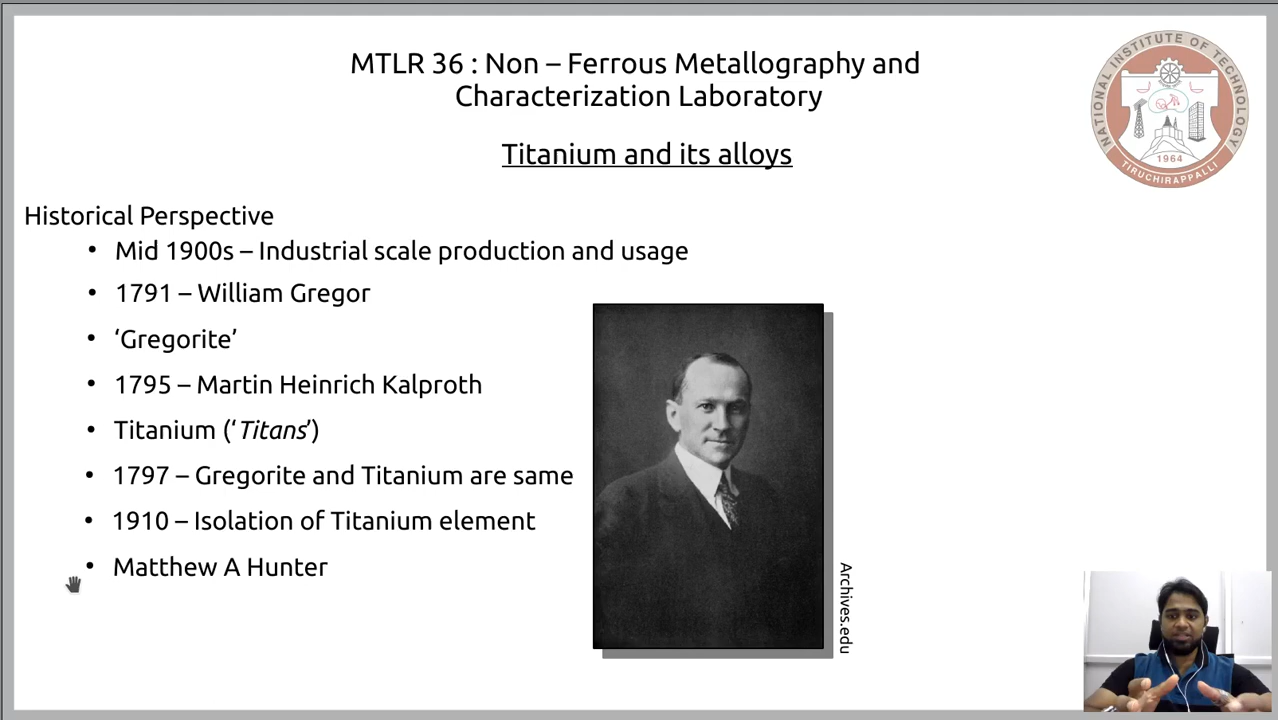 MTLR 36 : Non – Ferrous Metallography and
Characterization Laboratory
Titanium and its alloys
NATIONAL INSTITUTE OF TECHNOLOGY
1964
TIRUCHIRAPPALLI
Historical Perspective
• Mid 1900s – Industrial scale production and usage
• 1791 – William Gregor
• ‘Gregorite’
• 1795 – Martin Heinrich Kalproth
• Titanium (‘Titans’)
• 1797 – Gregorite and Titanium are same
• 1910 – Isolation of Titanium element
• Matthew A Hunter
Archives.edu